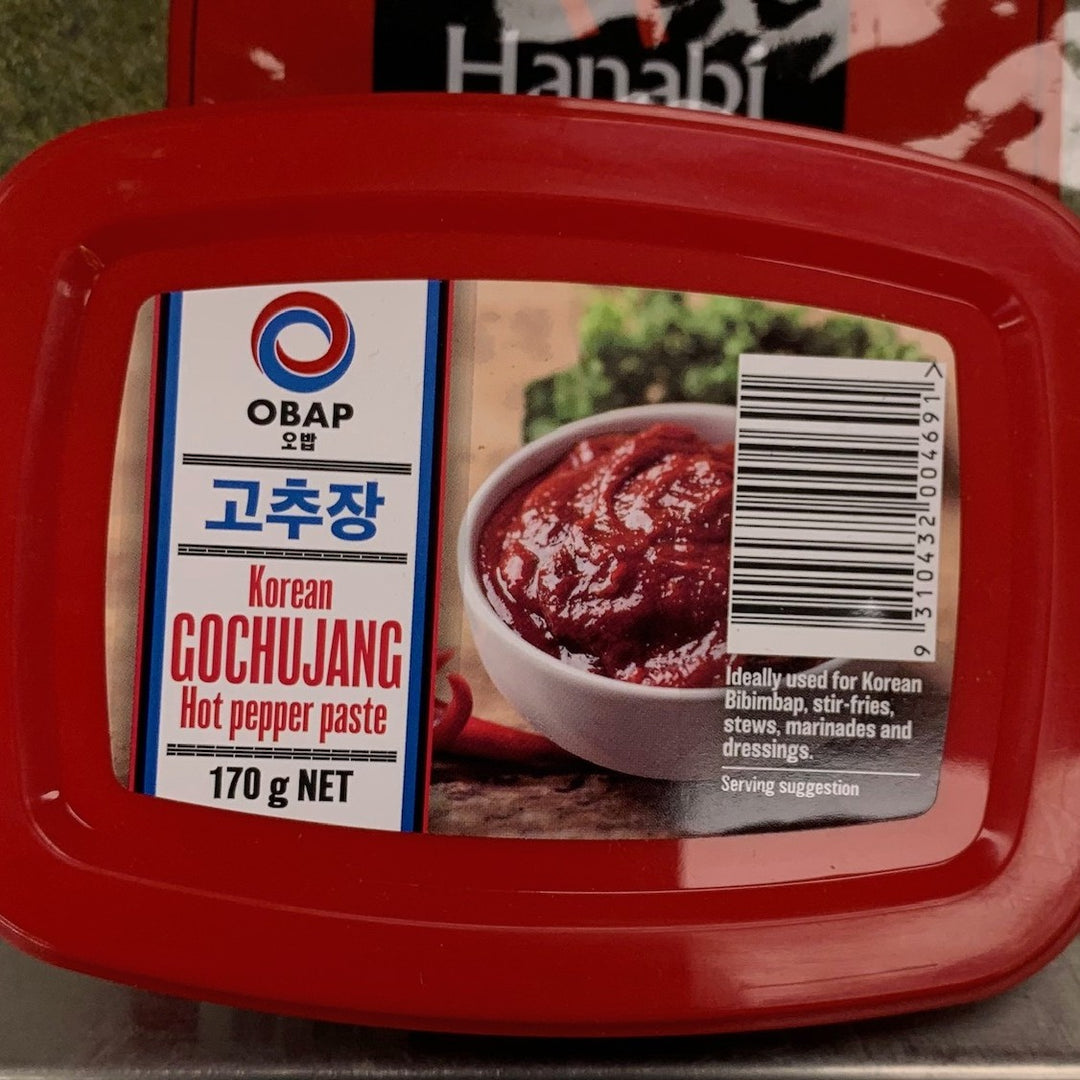 Hanabi
OBAP
오밥
고추장
Korean
GOCHUJANG
Hot pepper paste
170 g NET
9 310432 004691 >
Ideally used for Korean
Bibimbap, stir-fries,
stews, marinades and
dressings.
Serving suggestion